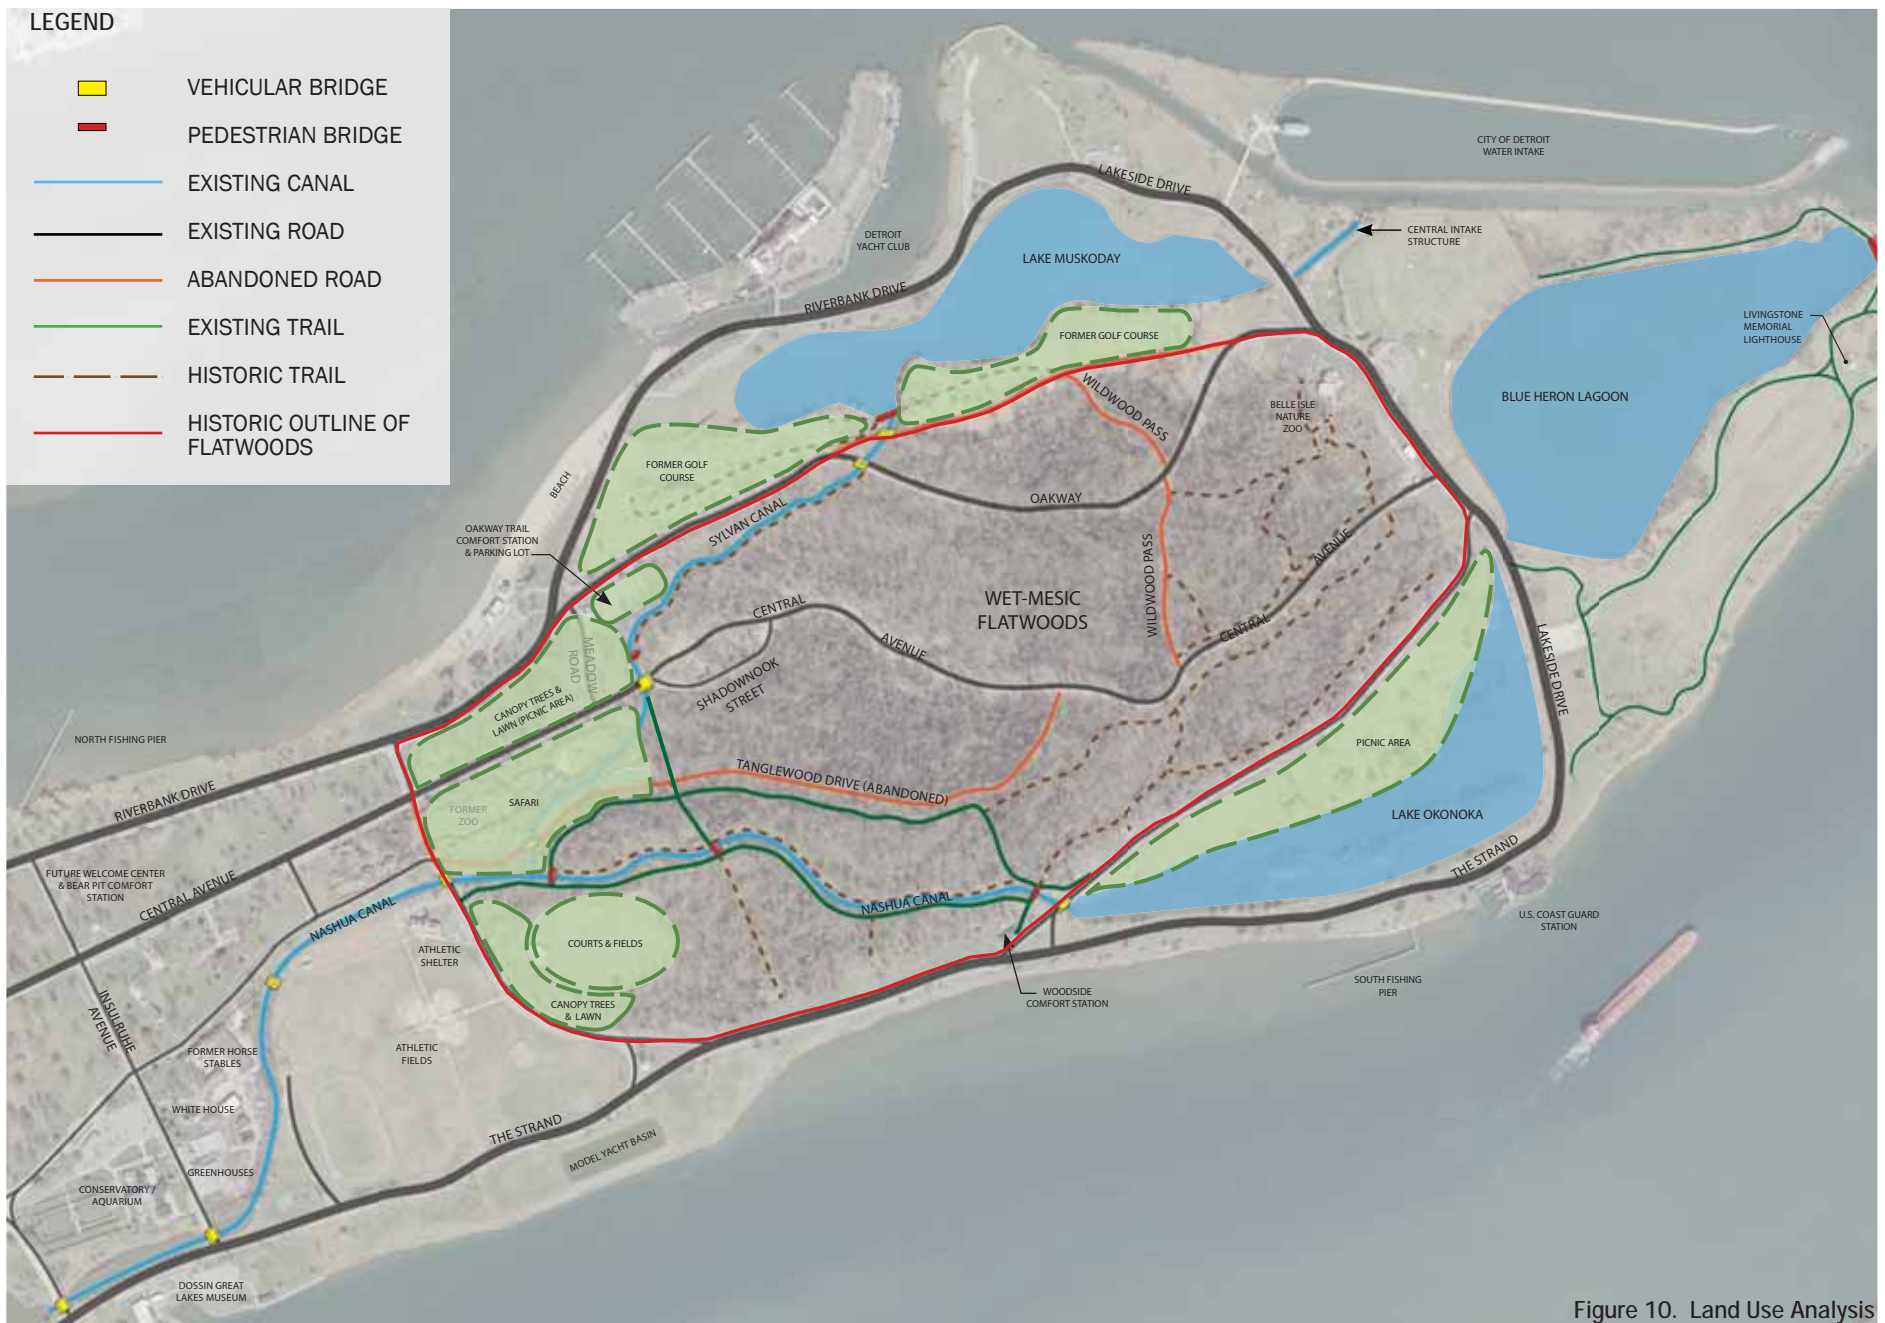 LEGEND
VEHICULAR BRIDGE
PEDESTRIAN BRIDGE
EXISTING CANAL
EXISTING ROAD
ABANDONED ROAD
EXISTING TRAIL
HISTORIC TRAIL
HISTORIC OUTLINE OF
FLATWOODS
CITY OF DETROIT
WATER INTAKE
LAKESIDE DRIVE
DETROIT
YACHT CLUB
LAKE MUSKODAY
CENTRAL INTAKE
STRUCTURE
RIVERBANK DRIVE
LIVINGSTONE
MEMORIAL
LIGHTHOUSE
FORMER GOLF COURSE
WILDWOOD PASS
BLUE HERON LAGOON
BELLE ISLE
NATURE
ZOO
FORMER GOLF
COURSE
BEACH
OAKWAY
SYLVAN CANAL
OAKWAY TRAIL
COMFORT STATION
& PARKING LOT
WILDWOOD PASS
AVENUE
WET-MESIC
FLATWOODS
CENTRAL
AVENUE
CENTRAL
MEADOW
ROAD
SHADOWNOOK
STREET
LAKESIDE DRIVE
CANOPY TREES &
LAWN (PICNIC AREA)
NORTH FISHING PIER
PICNIC AREA
TANGLEWOOD DRIVE (ABANDONED)
RIVERBANK DRIVE
SAFARI
FORMER
ZOO
LAKE OKONOKA
THE STRAND
FUTURE WELCOME CENTER
& BEAR PIT COMFORT
STATION
CENTRAL AVENUE
NASHUA CANAL
NASHUA CANAL
U.S. COAST GUARD
STATION
COURTS & FIELDS
ATHLETIC
SHELTER
SOUTH FISHING
PIER
WOODSIDE
COMFORT STATION
CANOPY TREES
& LAWN
INSULRUHE
AVENUE
FORMER HORSE
STABLES
ATHLETIC
FIELDS
WHITE HOUSE
THE STRAND
MODEL YACHT BASIN
GREENHOUSES
CONSERVATORY /
AQUARIUM
DOSSIN GREAT
LAKES MUSEUM
Figure 10.  Land Use Analysis